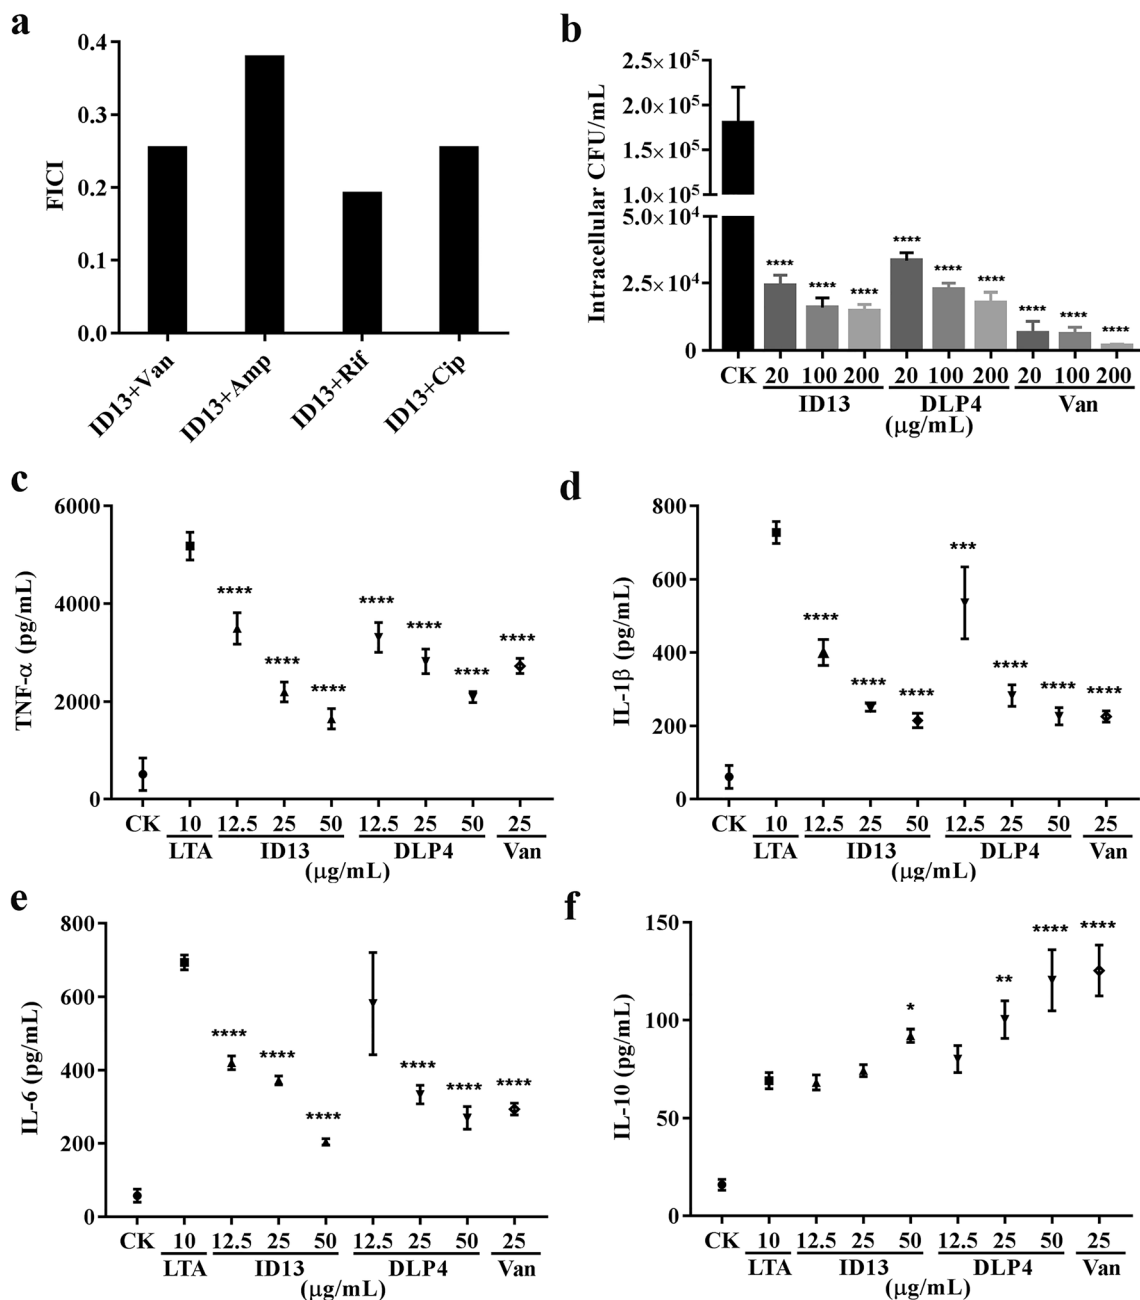 a
FICI
0.4
0.3
0.2
0.1
0.0
ID13+Van
ID13+Amp
ID13+Rif
ID13+Cip
b
Intracellular CFU/mL
2.5×10⁵
2.0×10⁵
1.5×10⁵
1.0×10⁵
5.0×10⁴
2.5×10⁴
0
**** **** **** **** **** **** **** **** ****
CK 20 100 200 20 100 200 20 100 200
ID13 DLP4 Van
(μg/mL)
c
TNF-α (pg/mL)
6000
4000
2000
0
**** **** **** **** **** **** ****
CK 10 12.5 25 50 12.5 25 50 25
LTA ID13 DLP4 Van
(μg/mL)
d
IL-1β (pg/mL)
800
600
400
200
0
**** **** **** *** **** **** ****
CK 10 12.5 25 50 12.5 25 50 25
LTA ID13 DLP4 Van
(μg/mL)
e
IL-6 (pg/mL)
800
600
400
200
0
**** **** **** **** **** ****
CK 10 12.5 25 50 12.5 25 50 25
LTA ID13 DLP4 Van
(μg/mL)
f
IL-10 (pg/mL)
150
100
50
0
* ** **** ****
CK 10 12.5 25 50 12.5 25 50 25
LTA ID13 DLP4 Van
(μg/mL)